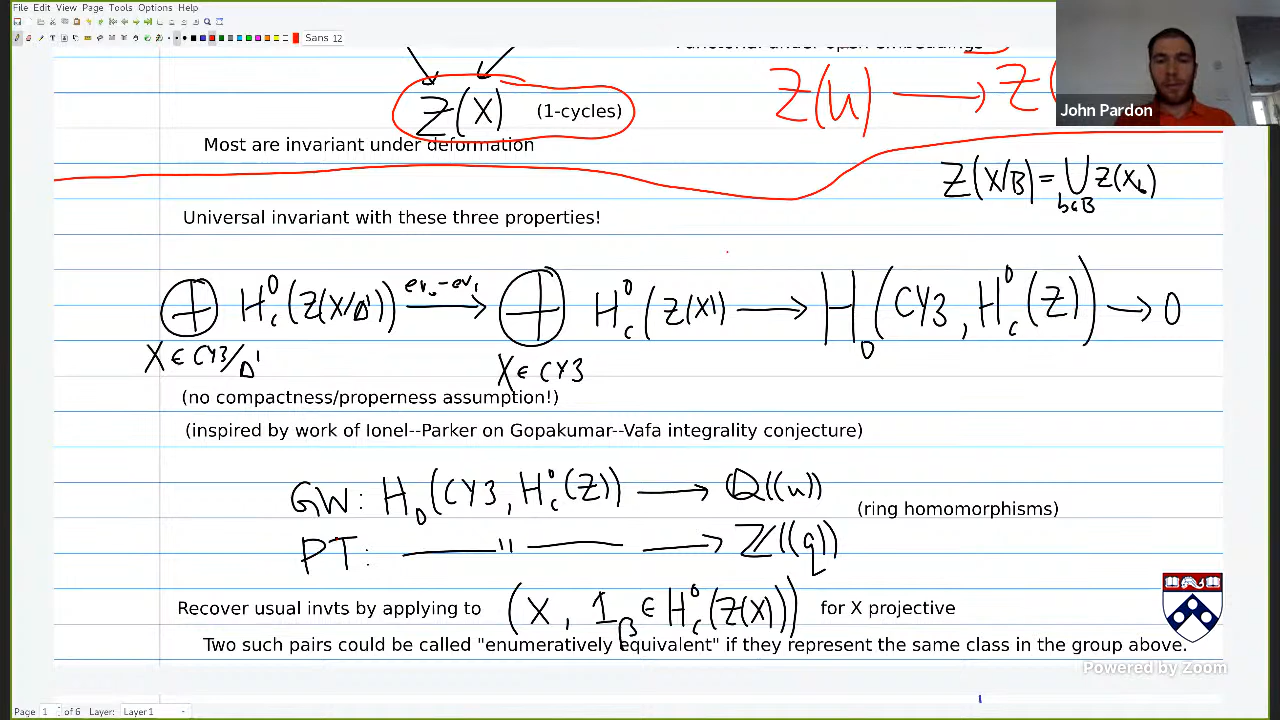 File Edit View Page Tools Options Help
Sans 12
Z(X) (1-cycles)
Z(U) → Z(
John Pardon
Most are invariant under deformation
Z(X/B) = ⋃ Z(X_b)
b∈B
Universal invariant with these three properties!
⊕ H⁰_c(Z(X/Δ¹)) ev₀-ev₁ → ⊕ H⁰_c(Z(X)) → H₀(CY3, H⁰_c(Z)) → 0
X ∈ CY3/Δ¹ X ∈ CY3
(no compactness/properness assumption!)
(inspired by work of Ionel--Parker on Gopakumar--Vafa integrality conjecture)
GW: H₀(CY3, H⁰_c(Z)) → ℚ((u))
(ring homomorphisms)
PT: —— " —— → ℤ((q))
Recover usual invts by applying to (X, 1_β ∈ H⁰_c(Z(X))) for X projective
Two such pairs could be called "enumeratively equivalent" if they represent the same class in the group above.
Powered by Zoom
Page 1 of 6 Layer: Layer 1